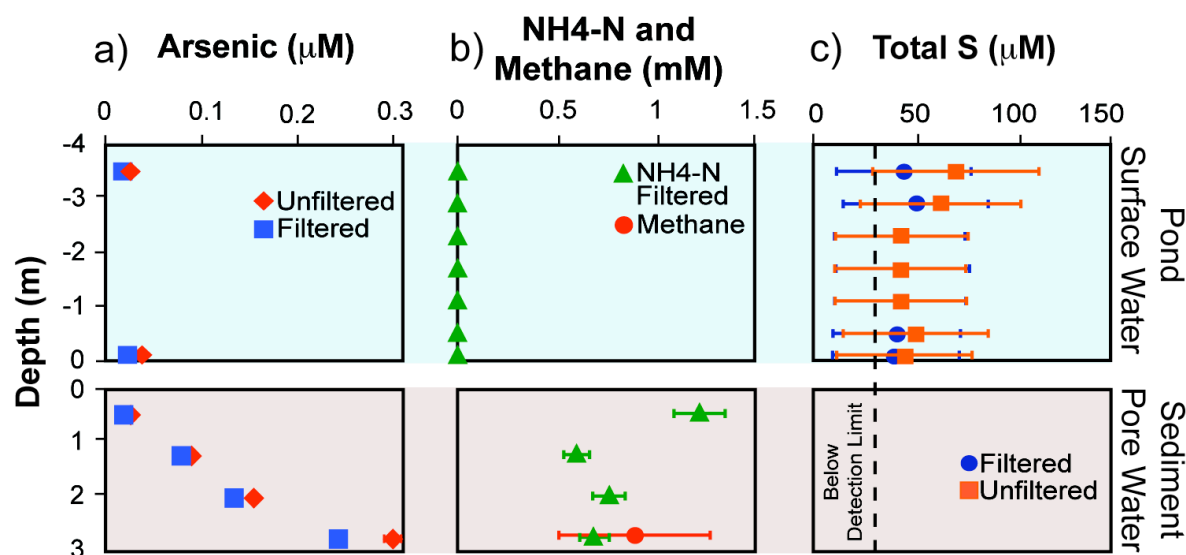 a) Arsenic (μM)
b) NH4-N and
Methane (mM)
c) Total S (μM)
0 0.1 0.2 0.3
0 0.5 1 1.5
0 50 100 150
Depth (m)
-4
-3
-2
-1
0
Unfiltered
Filtered
NH4-N
Filtered
Methane
Pond
Surface Water
0
1
2
3
Below
Detection Limit
Filtered
Unfiltered
Sediment
Pore Water